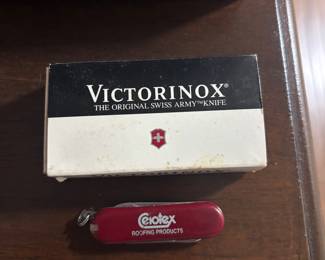 VICTORINOX®
THE ORIGINAL SWISS ARMY™ KNIFE
Celotex
ROOFING PRODUCTS